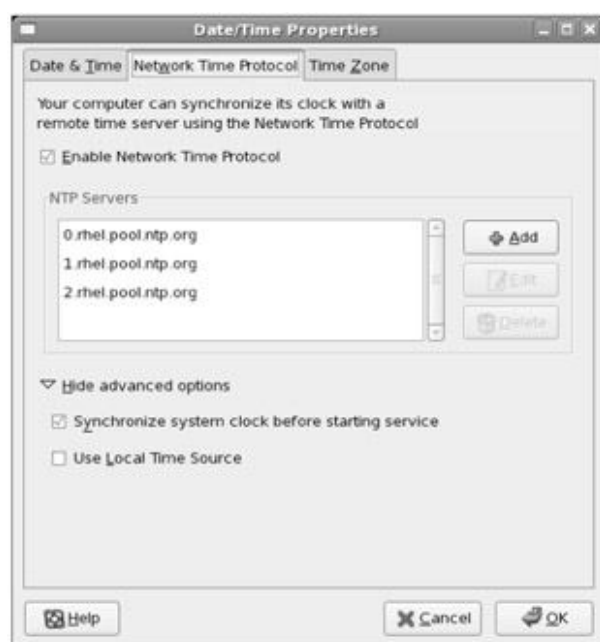 Date/Time Properties
Date & Time
Network Time Protocol
Time Zone
Your computer can synchronize its clock with a
remote time server using the Network Time Protocol
Enable Network Time Protocol
NTP Servers
0.rhel.pool.ntp.org
1.rhel.pool.ntp.org
2.rhel.pool.ntp.org
Add
Edit
Delete
Hide advanced options
Synchronize system clock before starting service
Use Local Time Source
Help
Cancel
OK